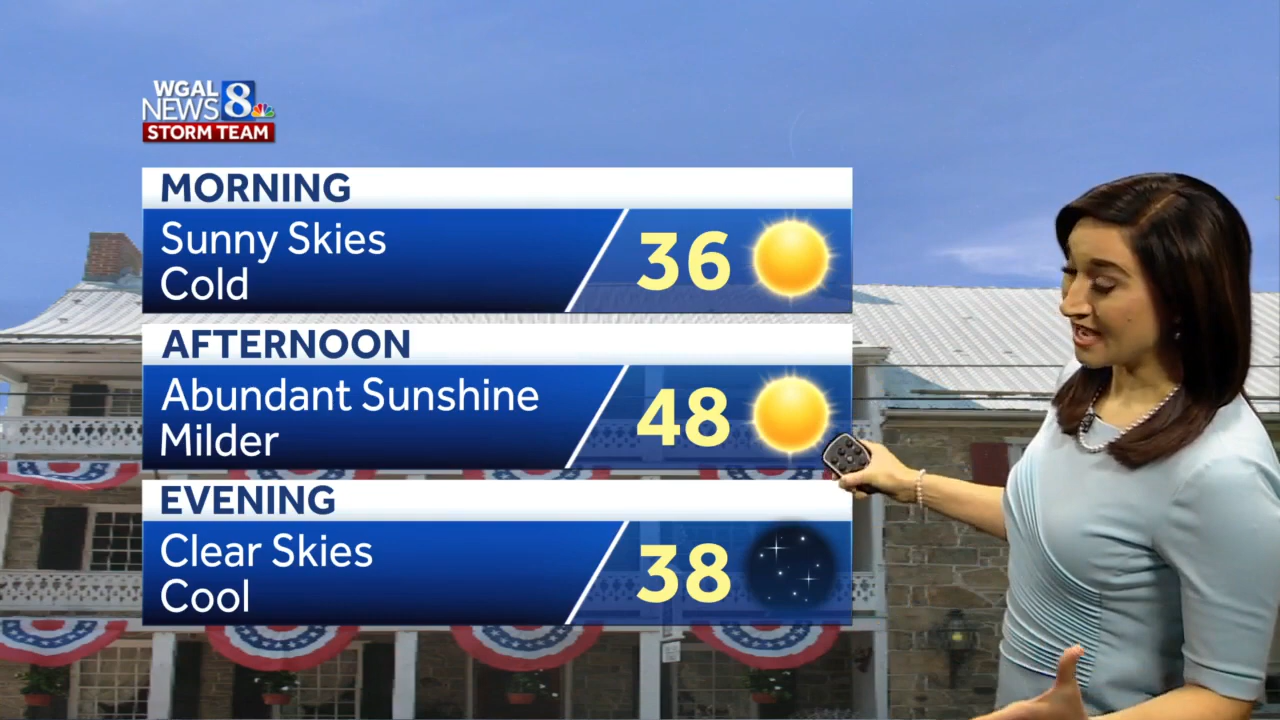 WGAL
NEWS 8
STORM TEAM
MORNING
Sunny Skies
Cold
36
AFTERNOON
Abundant Sunshine
Milder
48
EVENING
Clear Skies
Cool
38